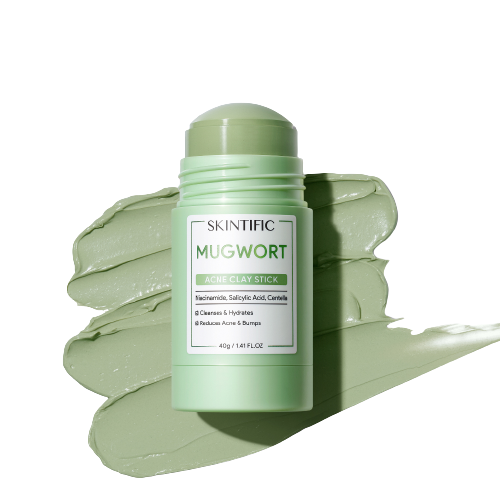 SKINTIFIC
MUGWORT
ACNE CLAY STICK
Niacinamide, Salicylic Acid, Centella
Cleanses & Hydrates
Reduces Acne & Bumps
40g / 1.41 FL.OZ